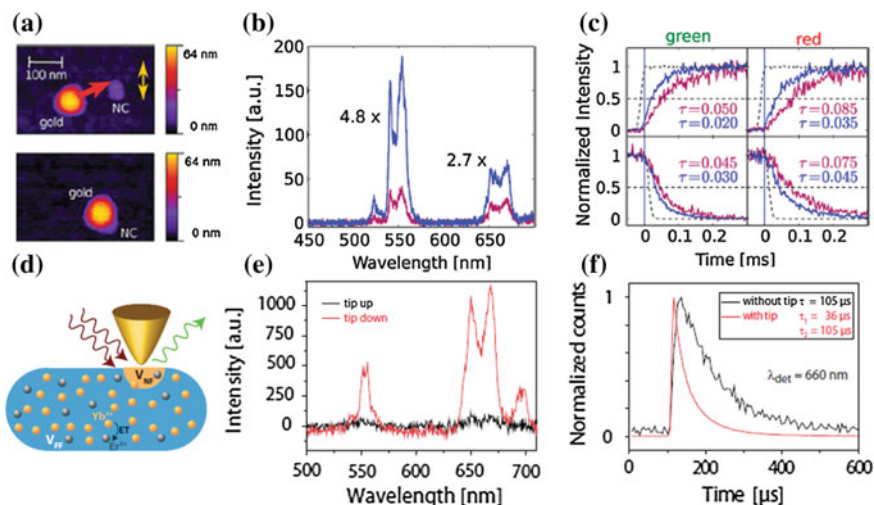 (a)
64 nm
100 nm
NC
gold
0 nm
64 nm
gold
NC
0 nm
(b)
Intensity [a.u.]
200
150
100
50
0
4.8 x
2.7 x
450 500 550 600 650
Wavelength [nm]
(c)
green red
Normalized Intensity
1
0.5
0
1
0.5
0
τ=0.050
τ=0.020
τ=0.085
τ=0.035
τ=0.045
τ=0.030
τ=0.075
τ=0.045
0 0.1 0.2 0 0.1 0.2
Time [ms]
(d)
V_NF
Yb³⁺
ET
V_FF
Er³⁺
(e)
Intensity [a.u.]
1000
750
500
250
0
tip up
tip down
500 550 600 650 700
Wavelength [nm]
(f)
Normalized counts
1
0
without tip τ = 105 µs
with tip τ₁ = 36 µs
τ₂ = 105 µs
λdet = 660 nm
0 200 400 600
Time [µs]